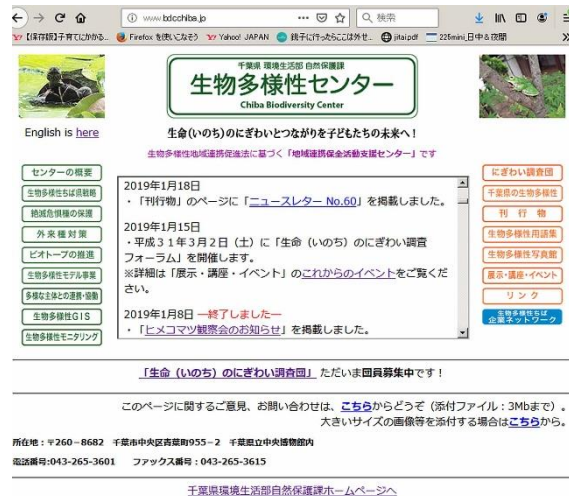 www.bdcchiba.jp
検索
【保存版】子育てにかかる...
Firefox を使いこなそう
Yahoo! JAPAN
銚子に行ったらここは外せ...
jitai.pdf
225mini_日中&夜間
千葉県 環境生活部 自然保護課
生物多様性センター
Chiba Biodiversity Center
English is here
生命(いのち)のにぎわいとつながりを子どもたちの未来へ!
生物多様性地域連携促進法に基づく「地域連携保全活動支援センター」です
センターの概要
生物多様性ちば県戦略
絶滅危惧種の保護
外来種対策
ビオトープの推進
生物多様性モデル事業
多様な主体との連携・協働
生物多様性GIS
生物多様性モニタリング
2019年1月18日
・「刊行物」のページに「ニュースレター No.60」を掲載しました。
2019年1月15日
・平成31年3月2日(土)に「生命(いのち)のにぎわい調査
フォーラム」を開催します。
※詳細は「展示・講座・イベント」のこれからのイベントをご覧くだ
さい。
2019年1月8日 ―終了しました―
・「ヒメコマツ観察会のお知らせ」を掲載しました。
にぎわい調査団
千葉県の生物多様性
刊行物
生物多様性用語集
生物多様性写真館
展示・講座・イベント
リンク
生物多様性ちば
企業ネットワーク
「生命(いのち)のにぎわい調査団」 ただいま団員募集中です!
このページに関するご意見、お問い合わせは、こちらからどうぞ(添付ファイル:3Mbまで)。
大きいサイズの画像等を添付する場合はこちらから。
所在地:〒260-8682 千葉市中央区青葉町955-2 千葉県立中央博物館内
電話番号:043-265-3601 ファックス番号:043-265-3615
千葉県環境生活部自然保護課ホームページへ